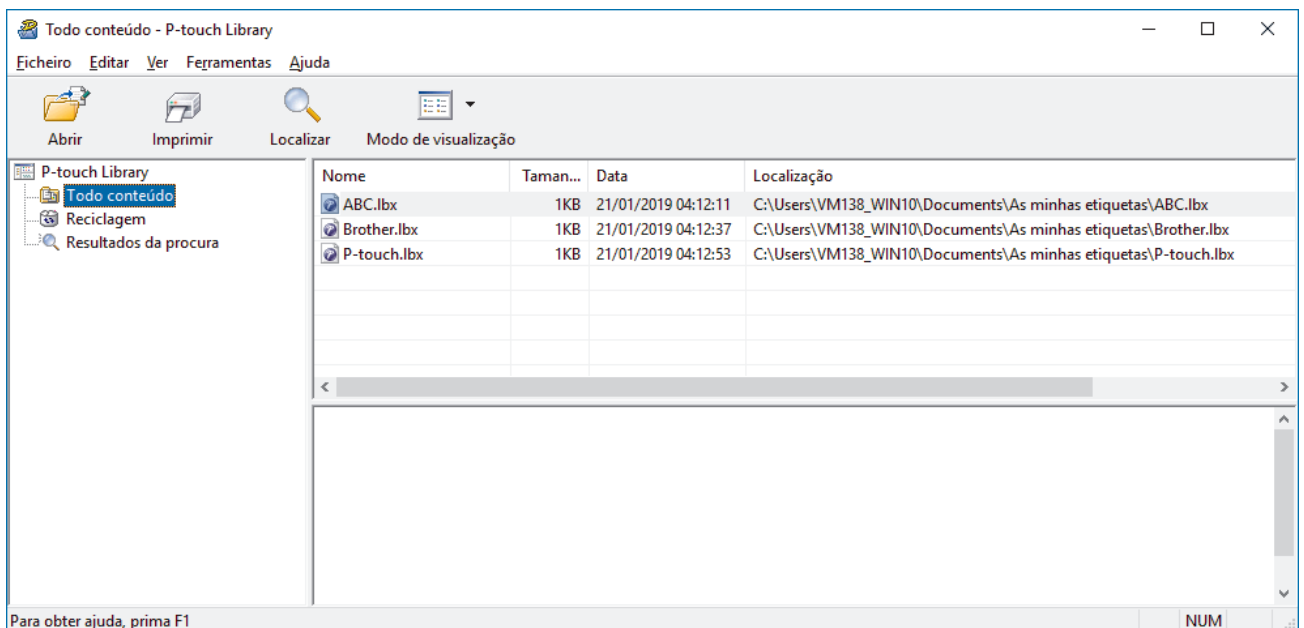 Todo conteúdo - P-touch Library
Ficheiro Editar Ver Ferramentas Ajuda
Abrir Imprimir Localizar Modo de visualização
P-touch Library
Todo conteúdo
Reciclagem
Resultados da procura
Nome Taman... Data Localização
ABC.lbx 1KB 21/01/2019 04:12:11 C:\Users\VM138_WIN10\Documents\As minhas etiquetas\ABC.lbx
Brother.lbx 1KB 21/01/2019 04:12:37 C:\Users\VM138_WIN10\Documents\As minhas etiquetas\Brother.lbx
P-touch.lbx 1KB 21/01/2019 04:12:53 C:\Users\VM138_WIN10\Documents\As minhas etiquetas\P-touch.lbx
Para obter ajuda, prima F1 NUM